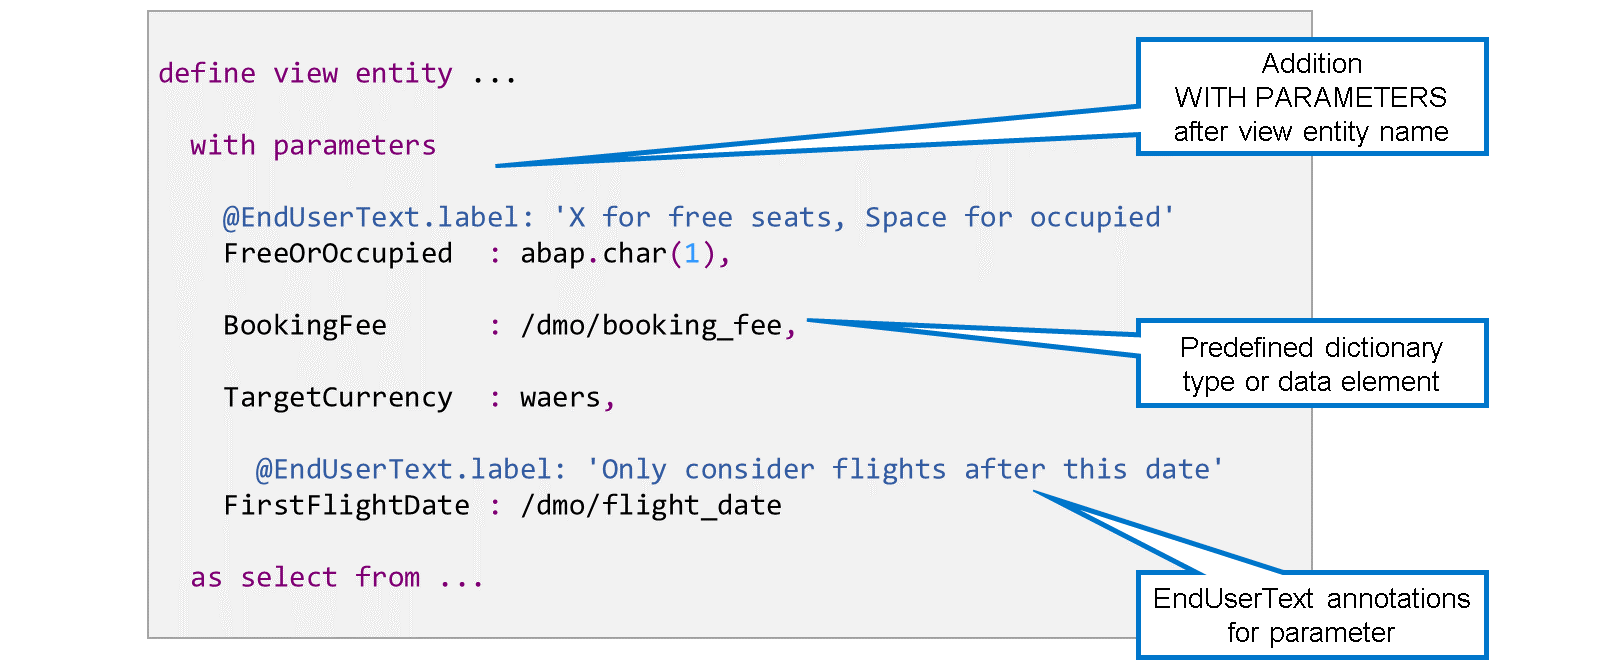 define view entity ...
with parameters
@EndUserText.label: 'X for free seats, Space for occupied'
FreeOrOccupied : abap.char(1),
BookingFee : /dmo/booking_fee,
TargetCurrency : waers,
@EndUserText.label: 'Only consider flights after this date'
FirstFlightDate : /dmo/flight_date
as select from ...
Addition
WITH PARAMETERS
after view entity name
Predefined dictionary
type or data element
EndUserText annotations
for parameter